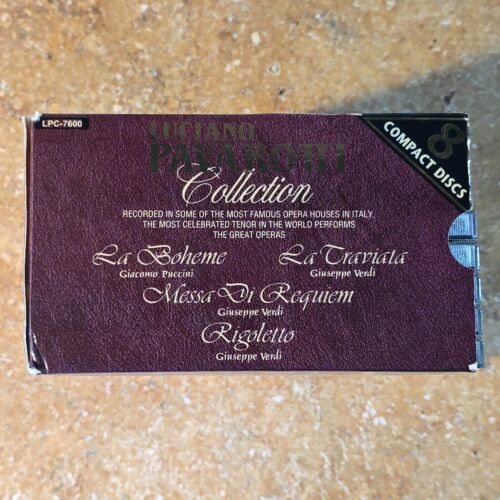 LPC-7600
LUCIANO
PAVAROTTI
Collection
8
COMPACT DISCS
RECORDED IN SOME OF THE MOST FAMOUS OPERA HOUSES IN ITALY,
THE MOST CELEBRATED TENOR IN THE WORLD PERFORMS
THE GREAT OPERAS
La Boheme
Giacomo Puccini
La Traviata
Giuseppe Verdi
Messa Di Requiem
Giuseppe Verdi
Rigoletto
Giuseppe Verdi